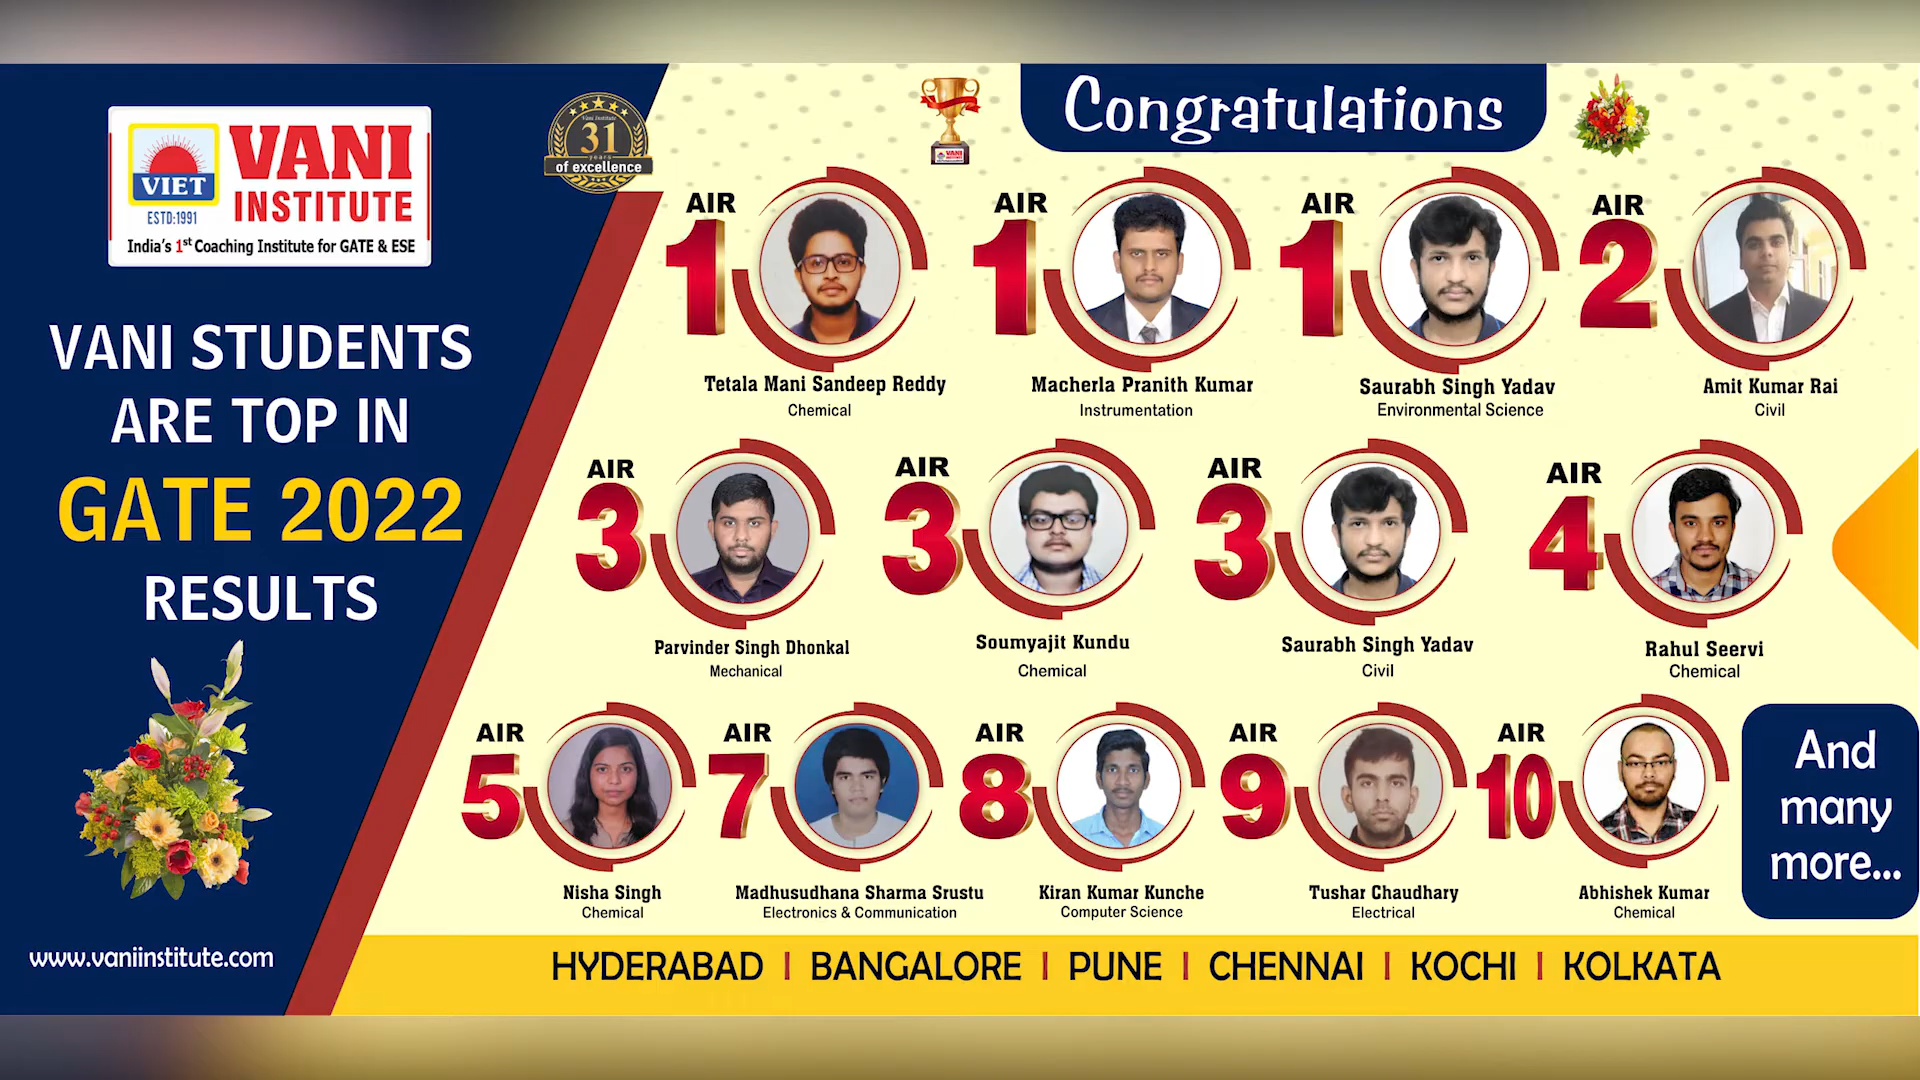 VIET
ESTD:1991
VANI
INSTITUTE
India's 1st Coaching Institute for GATE & ESE
VANI STUDENTS
ARE TOP IN
GATE 2022
RESULTS
www.vaniinstitute.com
Vani Institute
31
years
of excellence
VANI
Congratulations
AIR
1
Tetala Mani Sandeep Reddy
Chemical
AIR
1
Macherla Pranith Kumar
Instrumentation
AIR
1
Saurabh Singh Yadav
Environmental Science
AIR
2
Amit Kumar Rai
Civil
AIR
3
Parvinder Singh Dhonkal
Mechanical
AIR
3
Soumyajit Kundu
Chemical
AIR
3
Saurabh Singh Yadav
Civil
AIR
4
Rahul Seervi
Chemical
AIR
5
Nisha Singh
Chemical
AIR
7
Madhusudhana Sharma Srustu
Electronics & Communication
AIR
8
Kiran Kumar Kunche
Computer Science
AIR
9
Tushar Chaudhary
Electrical
AIR
10
Abhishek Kumar
Chemical
And
many
more...
HYDERABAD I BANGALORE I PUNE I CHENNAI I KOCHI I KOLKATA